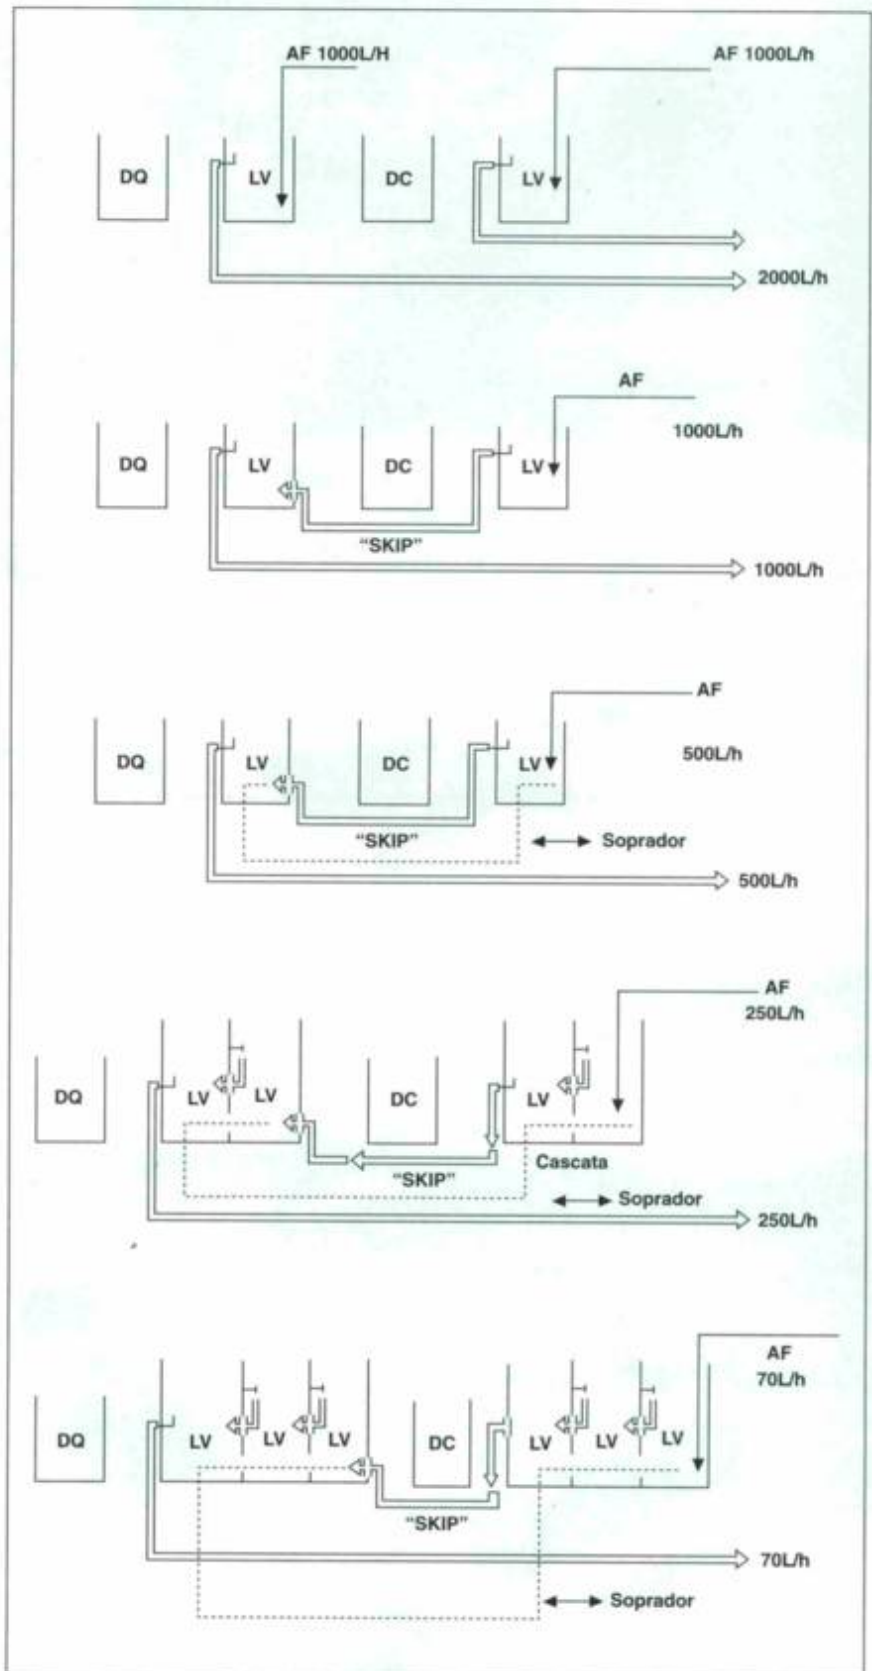 AF 1000L/H AF 1000L/h
DQ LV DC LV
2000L/h
AF
1000L/h
DQ LV DC LV
"SKIP"
1000L/h
AF
500L/h
DQ LV DC LV
"SKIP" Soprador
500L/h
AF
250L/h
DQ LV LV DC LV
Cascata
"SKIP"
Soprador
250L/h
AF
70L/h
DQ LV LV LV DC LV LV LV
"SKIP"
70L/h
Soprador